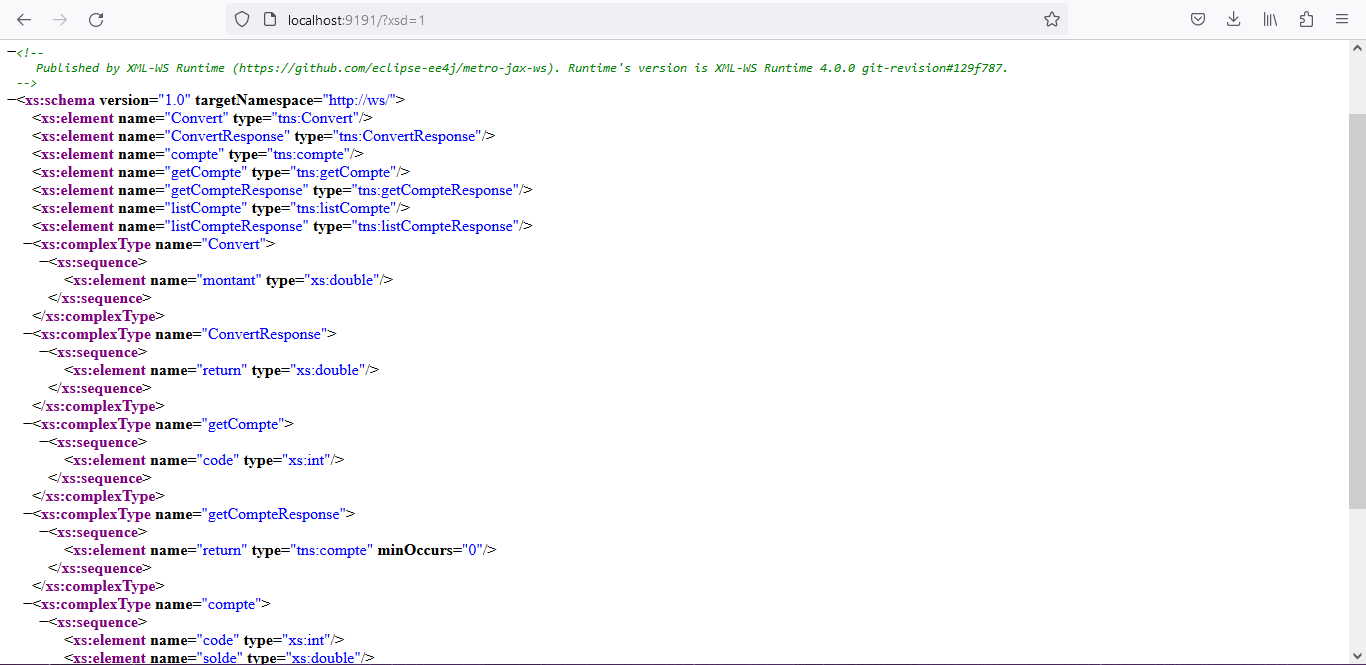 localhost:9191/?xsd=1
−<!--
Published by XML-WS Runtime (https://github.com/eclipse-ee4j/metro-jax-ws). Runtime's version is XML-WS Runtime 4.0.0 git-revision#129f787.
-->
−<xs:schema version="1.0" targetNamespace="http://ws/">
<xs:element name="Convert" type="tns:Convert"/>
<xs:element name="ConvertResponse" type="tns:ConvertResponse"/>
<xs:element name="compte" type="tns:compte"/>
<xs:element name="getCompte" type="tns:getCompte"/>
<xs:element name="getCompteResponse" type="tns:getCompteResponse"/>
<xs:element name="listCompte" type="tns:listCompte"/>
<xs:element name="listCompteResponse" type="tns:listCompteResponse"/>
−<xs:complexType name="Convert">
−<xs:sequence>
<xs:element name="montant" type="xs:double"/>
</xs:sequence>
</xs:complexType>
−<xs:complexType name="ConvertResponse">
−<xs:sequence>
<xs:element name="return" type="xs:double"/>
</xs:sequence>
</xs:complexType>
−<xs:complexType name="getCompte">
−<xs:sequence>
<xs:element name="code" type="xs:int"/>
</xs:sequence>
</xs:complexType>
−<xs:complexType name="getCompteResponse">
−<xs:sequence>
<xs:element name="return" type="tns:compte" minOccurs="0"/>
</xs:sequence>
</xs:complexType>
−<xs:complexType name="compte">
−<xs:sequence>
<xs:element name="code" type="xs:int"/>
<xs:element name="solde" type="xs:double"/>